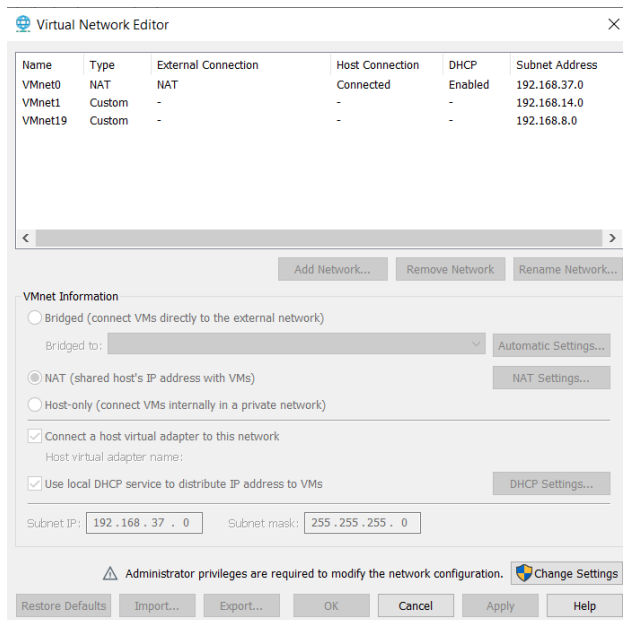 Virtual Network Editor
Name Type External Connection Host Connection DHCP Subnet Address
VMnet0 NAT NAT Connected Enabled 192.168.37.0
VMnet1 Custom - - - 192.168.14.0
VMnet19 Custom - - - 192.168.8.0
Add Network... Remove Network Rename Network...
VMnet Information
Bridged (connect VMs directly to the external network)
Bridged to: Automatic Settings...
NAT (shared host's IP address with VMs) NAT Settings...
Host-only (connect VMs internally in a private network)
Connect a host virtual adapter to this network
Host virtual adapter name:
Use local DHCP service to distribute IP address to VMs DHCP Settings...
Subnet IP: 192 . 168 . 37 . 0 Subnet mask: 255 . 255 . 255 . 0
Administrator privileges are required to modify the network configuration. Change Settings
Restore Defaults Import... Export... OK Cancel Apply Help